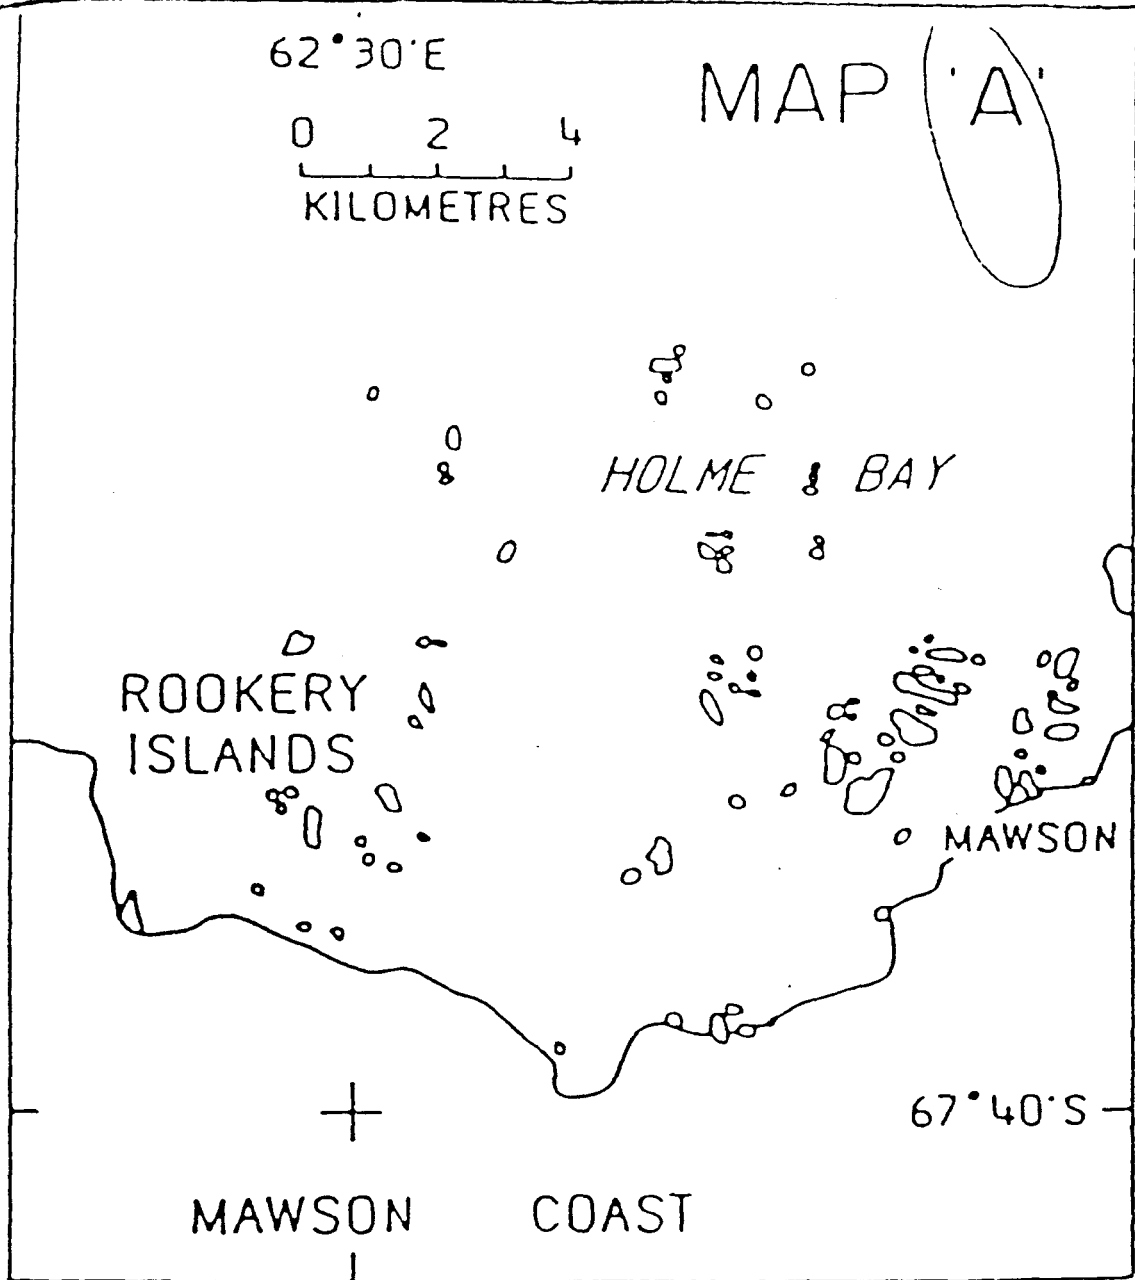 62°30'E
MAP 'A'
0 2 4
KILOMETRES
HOLME BAY
ROOKERY
ISLANDS
MAWSON
67°40'S
MAWSON COAST